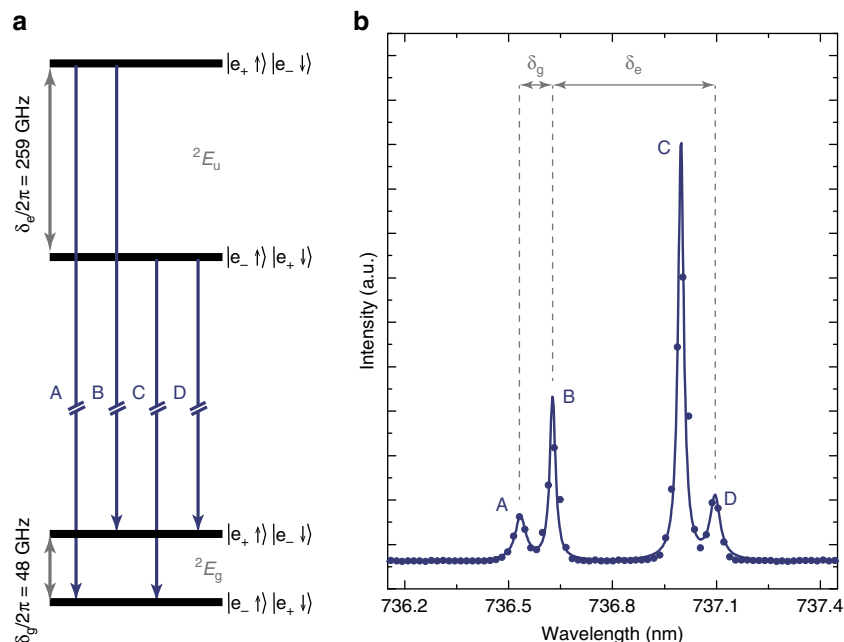 a
|e₊ ↑⟩ |e₋ ↓⟩
δₑ/2π = 259 GHz
²Eᵤ
|e₋ ↑⟩ |e₊ ↓⟩
A B C D
|e₊ ↑⟩ |e₋ ↓⟩
δg/2π = 48 GHz
²Eg
|e₋ ↑⟩ |e₊ ↓⟩
b
δg δₑ
C
B
A
D
Intensity (a.u.)
736.2 736.5 736.8 737.1 737.4
Wavelength (nm)